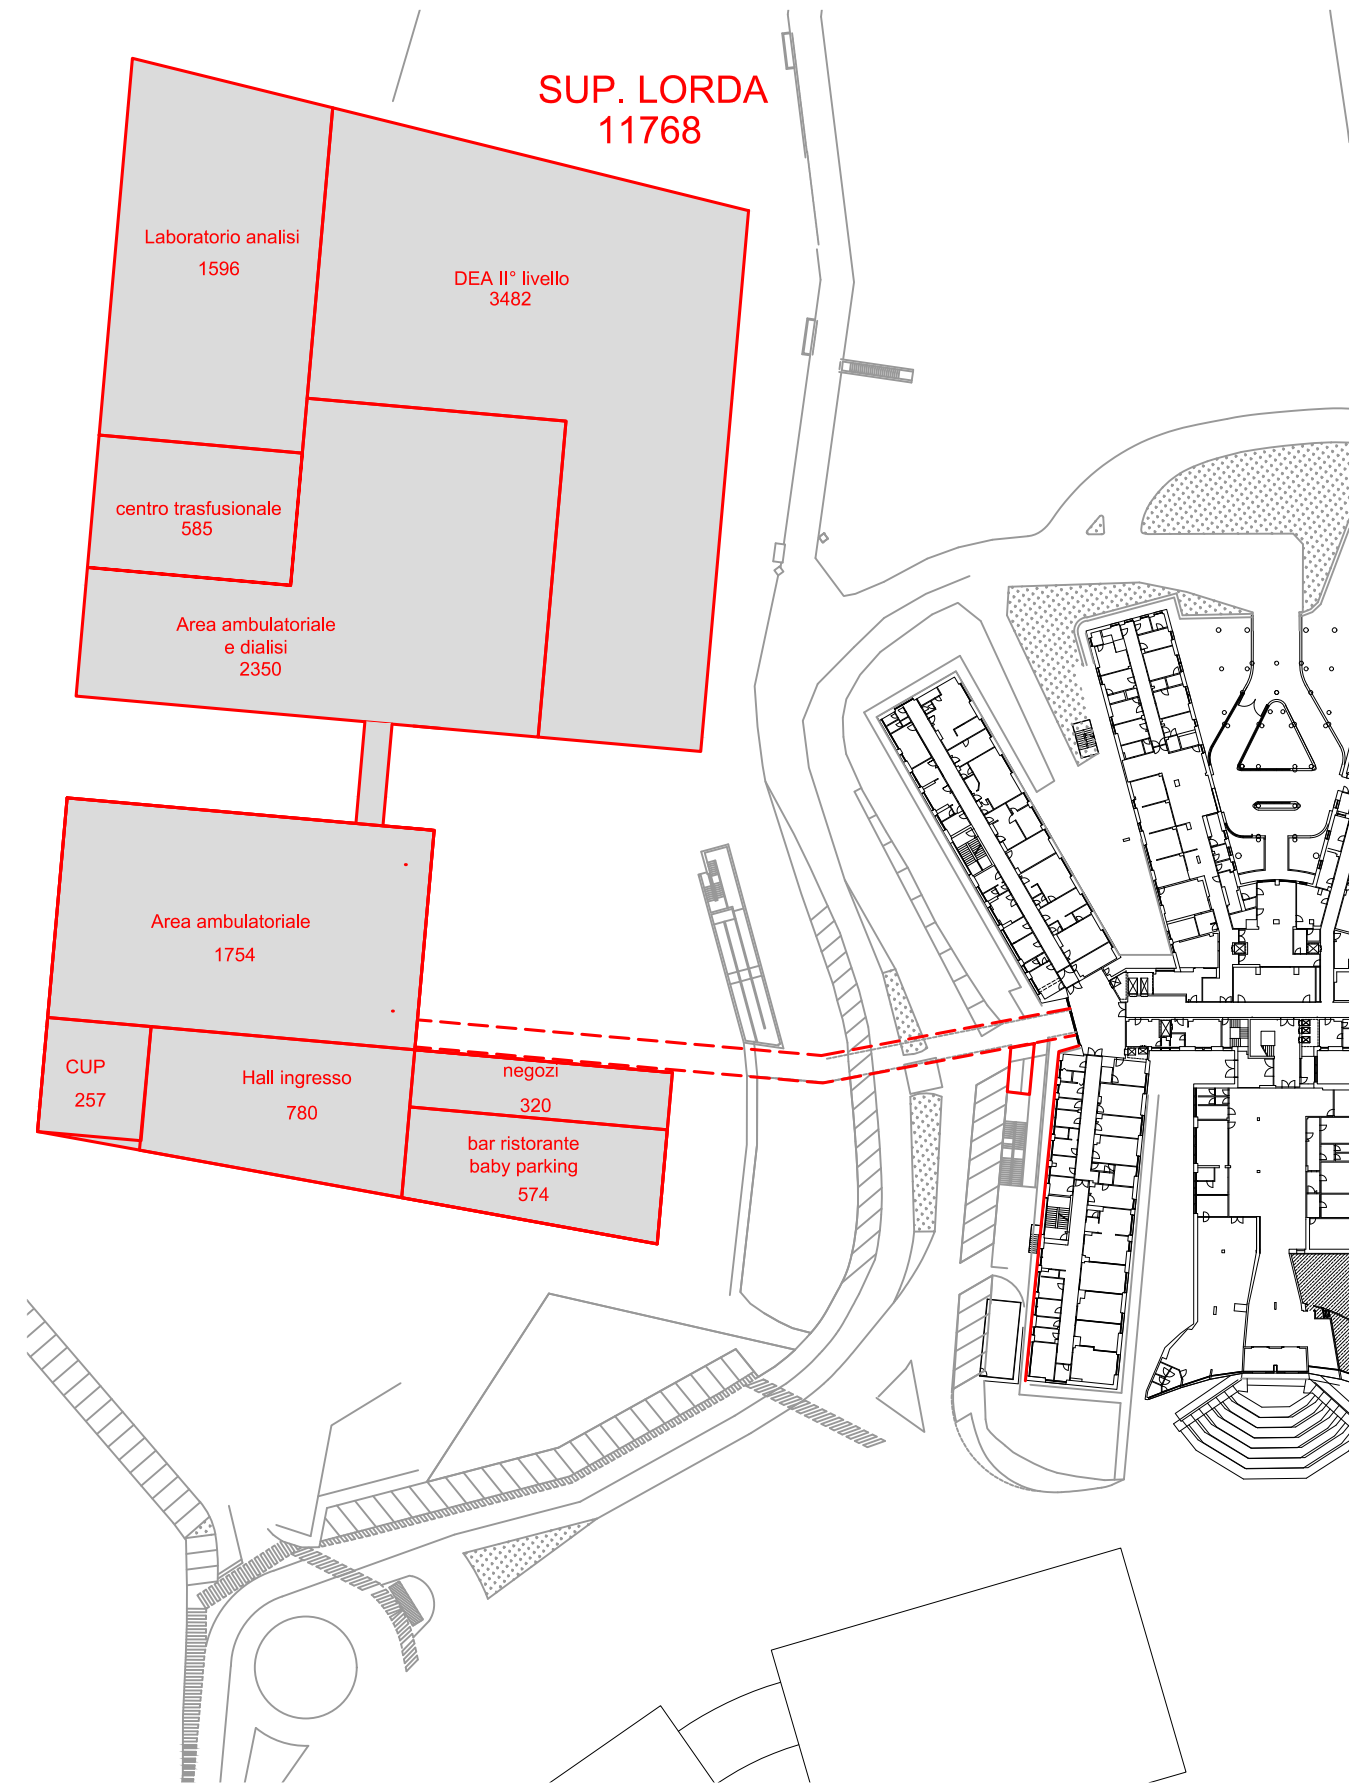 SUP. LORDA
11768
Laboratorio analisi
1596
DEA II° livello
3482
centro trasfusionale
585
Area ambulatoriale
e dialisi
2350
Area ambulatoriale
1754
CUP
257
Hall ingresso
780
negozi
320
bar ristorante
baby parking
574